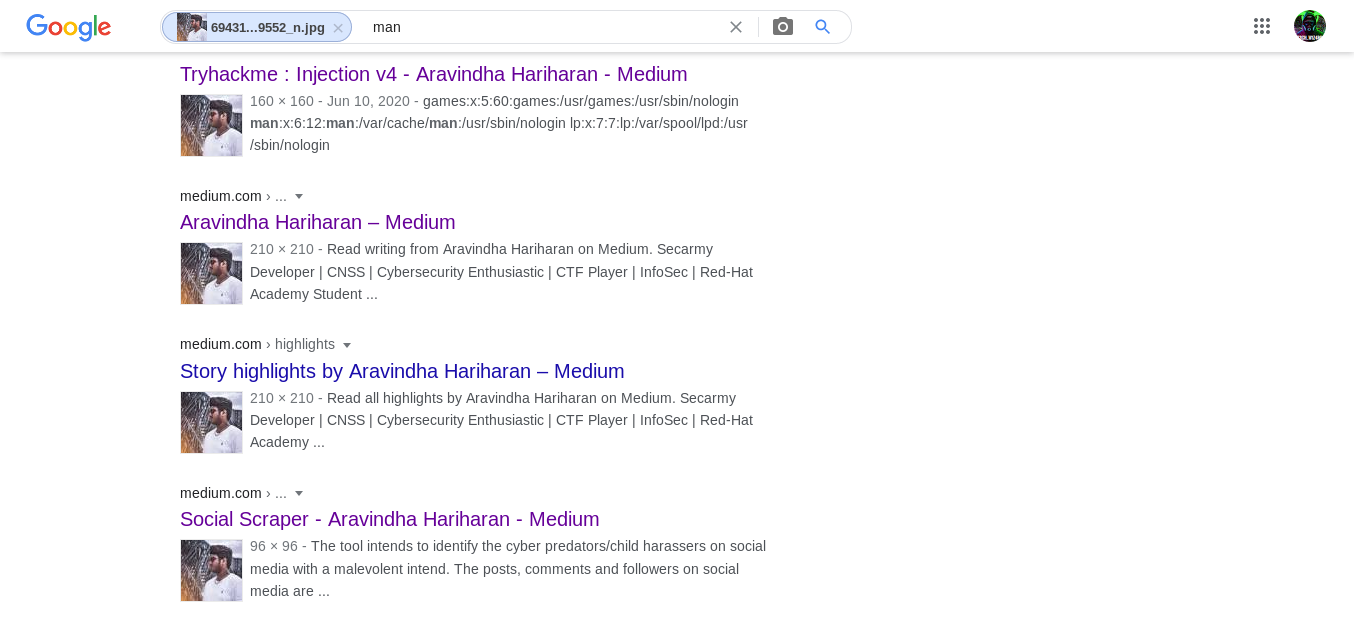 Google
69431...9552_n.jpg
man
Tryhackme : Injection v4 - Aravindha Hariharan - Medium
160 × 160 - Jun 10, 2020 - games:x:5:60:games:/usr/games:/usr/sbin/nologin
man:x:6:12:man:/var/cache/man:/usr/sbin/nologin lp:x:7:7:lp:/var/spool/lpd:/usr
/sbin/nologin
medium.com › ...
Aravindha Hariharan – Medium
210 × 210 - Read writing from Aravindha Hariharan on Medium. Secarmy
Developer | CNSS | Cybersecurity Enthusiastic | CTF Player | InfoSec | Red-Hat
Academy Student ...
medium.com › highlights
Story highlights by Aravindha Hariharan – Medium
210 × 210 - Read all highlights by Aravindha Hariharan on Medium. Secarmy
Developer | CNSS | Cybersecurity Enthusiastic | CTF Player | InfoSec | Red-Hat
Academy ...
medium.com › ...
Social Scraper - Aravindha Hariharan - Medium
96 × 96 - The tool intends to identify the cyber predators/child harassers on social
media with a malevolent intend. The posts, comments and followers on social
media are ...